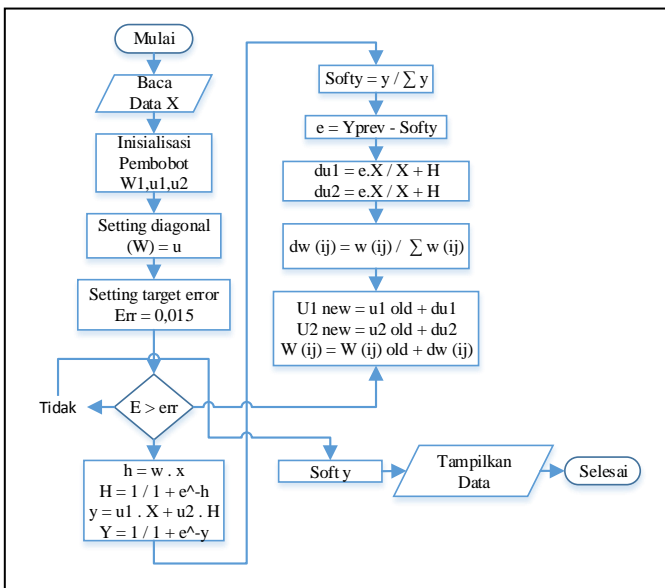 Mulai
Baca
Data X
Inisialisasi
Pembobot
W1,u1,u2
Setting diagonal
(W) = u
Setting target error
Err = 0,015
Tidak
E > err
h = w . x
H = 1 / 1 + e^-h
y = u1 . X + u2 . H
Y = 1 / 1 + e^-y
Softy = y / ∑ y
e = Yprev - Softy
du1 = e.X / X + H
du2 = e.X / X + H
dw (ij) = w (ij) / ∑ w (ij)
U1 new = u1 old + du1
U2 new = u2 old + du2
W (ij) = W (ij) old + dw (ij)
Soft y
Tampilkan
Data
Selesai